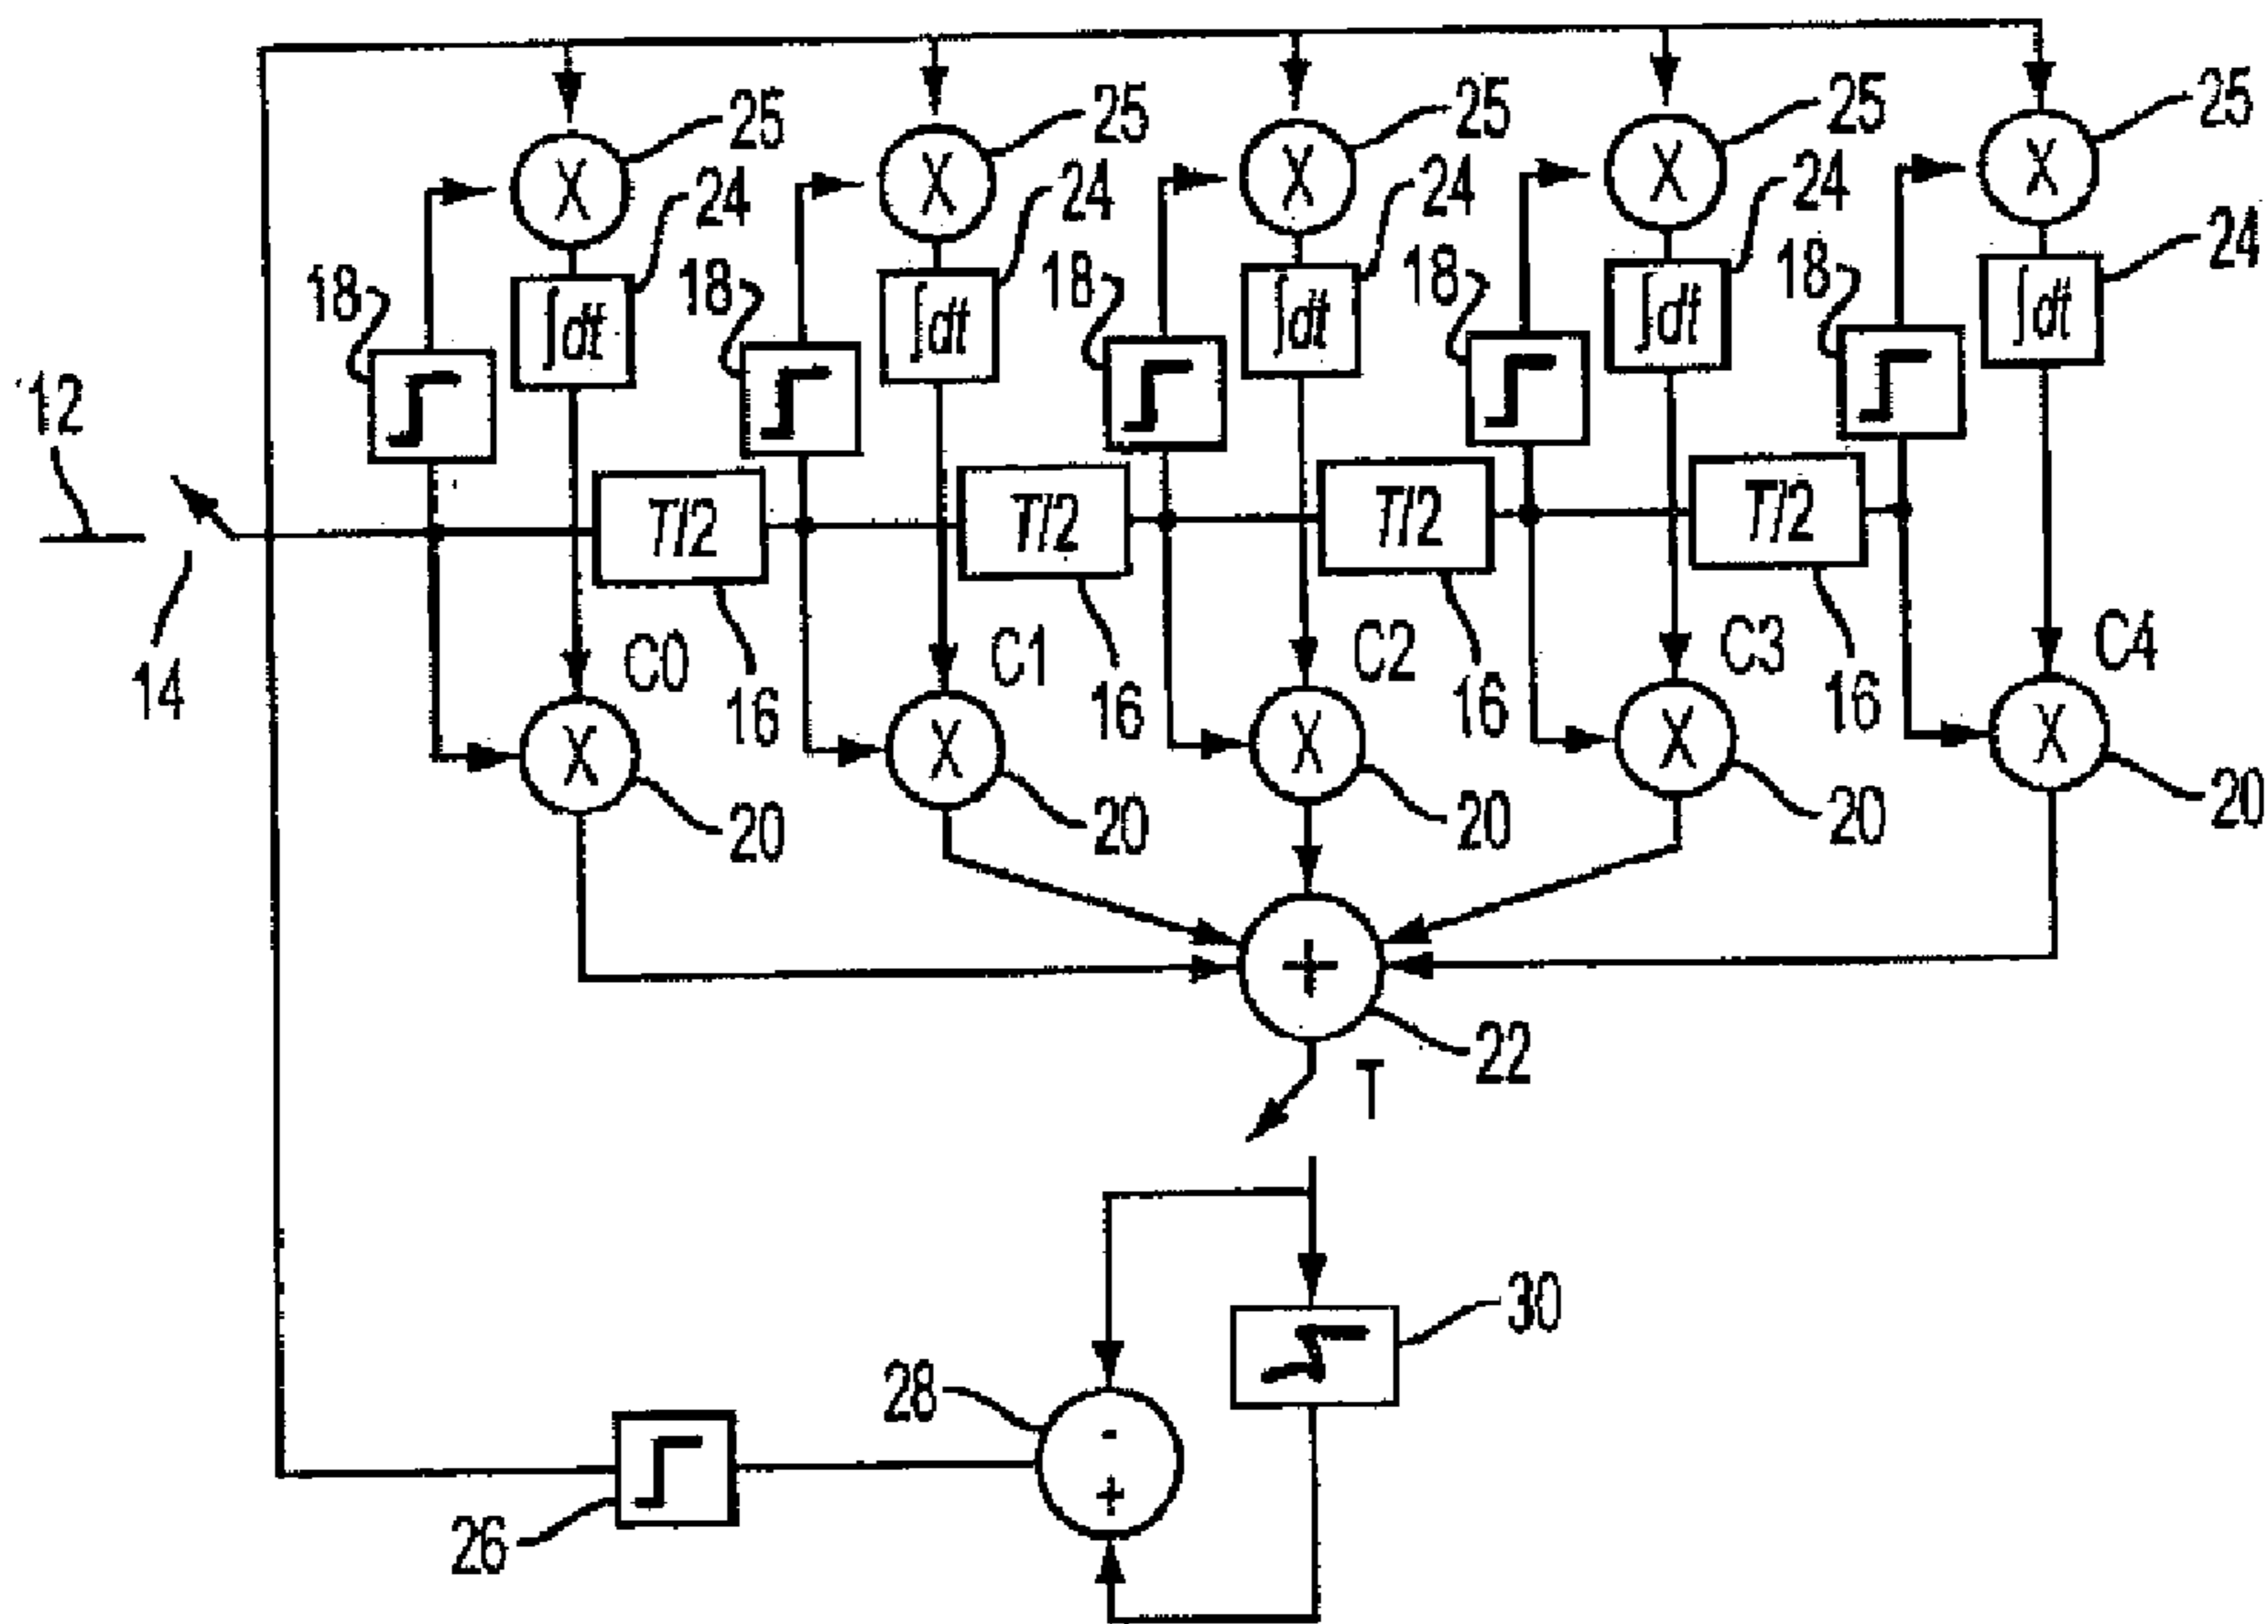 25 25 25 25 25
X X X X X
24 24 24 24 24
18 18 18 18 18
∫dt ∫dt ∫dt ∫dt ∫dt
12
T/2 T/2 T/2 T/2
14
C0 C1 C2 C3 C4
16 16 16 16
X X X X X
20 20 20 20 20
+
22
T
30
28
-
+
26